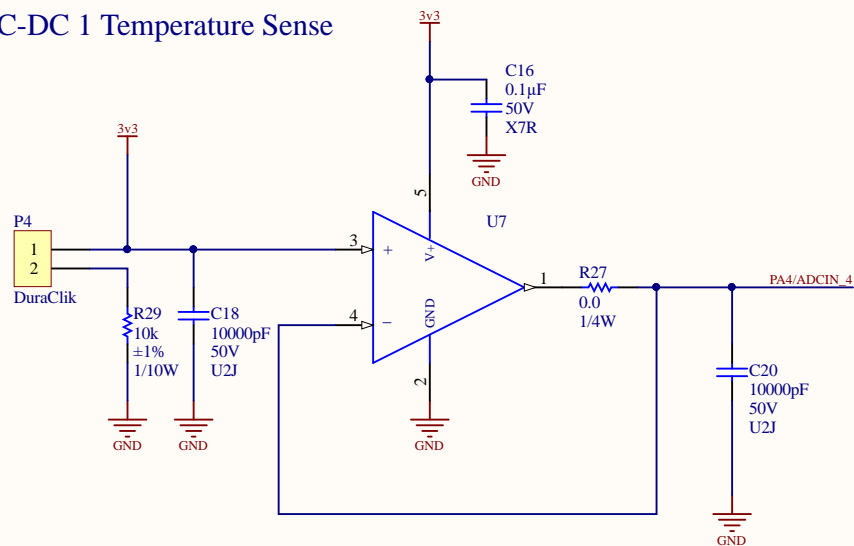 C-DC 1 Temperature Sense
3v3
C16
0.1µF
50V
X7R
GND
3v3
P4
1
2
DuraClik
R29
10k
±1%
1/10W
GND
C18
10000pF
50V
U2J
GND
3
4
5
+
−
V+
GND
U7
1
2
GND
R27
0.0
1/4W
PA4/ADCIN_4
C20
10000pF
50V
U2J
GND